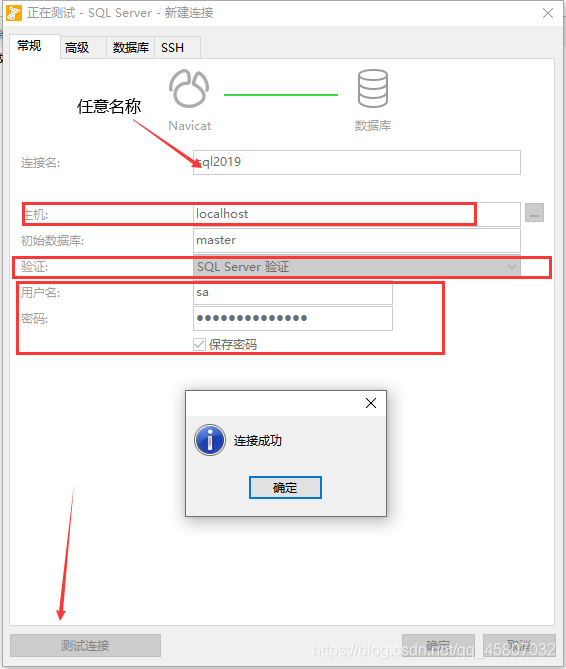 正在测试 - SQL Server - 新建连接
常规 高级 数据库 SSH
任意名称
Navicat 数据库
连接名: sql2019
主机: localhost ...
初始数据库: master
验证: SQL Server 验证
用户名: sa
密码: ●●●●●●●●●●●●●●
保存密码
连接成功
确定
测试连接 确定 取消
https://blog.csdn.net/qq_45897032